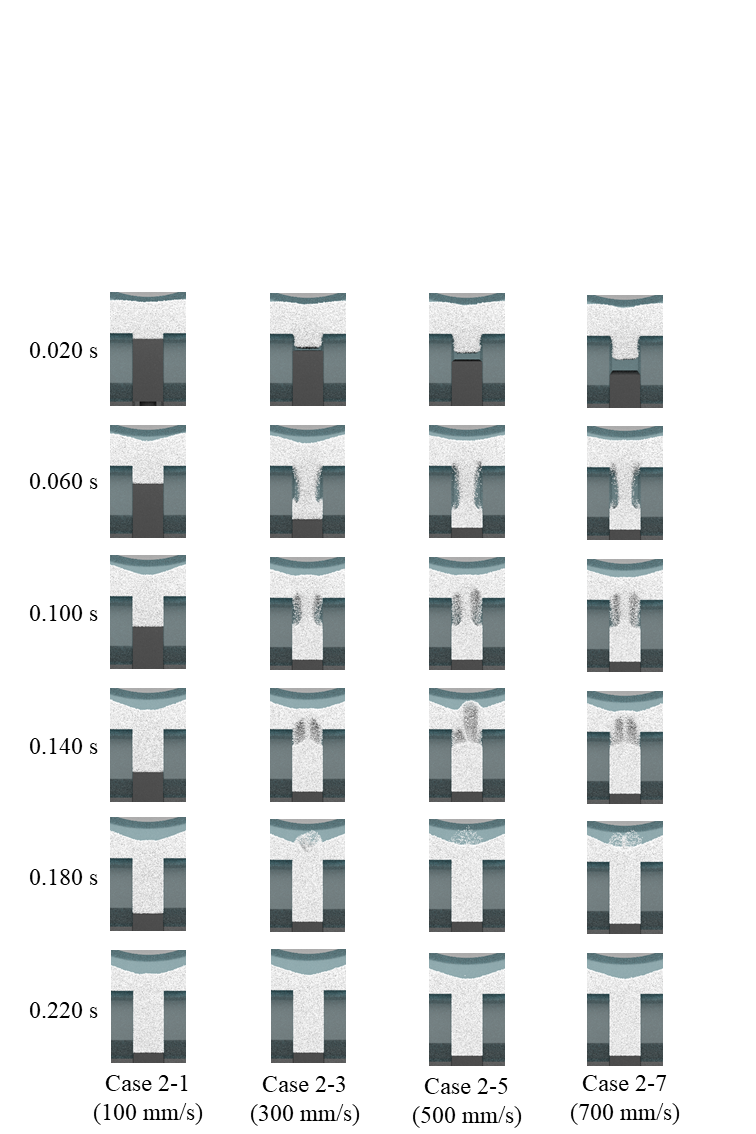 0.020 s
0.060 s
0.100 s
0.140 s
0.180 s
0.220 s
Case 2-1
(100 mm/s)
Case 2-3
(300 mm/s)
Case 2-5
(500 mm/s)
Case 2-7
(700 mm/s)